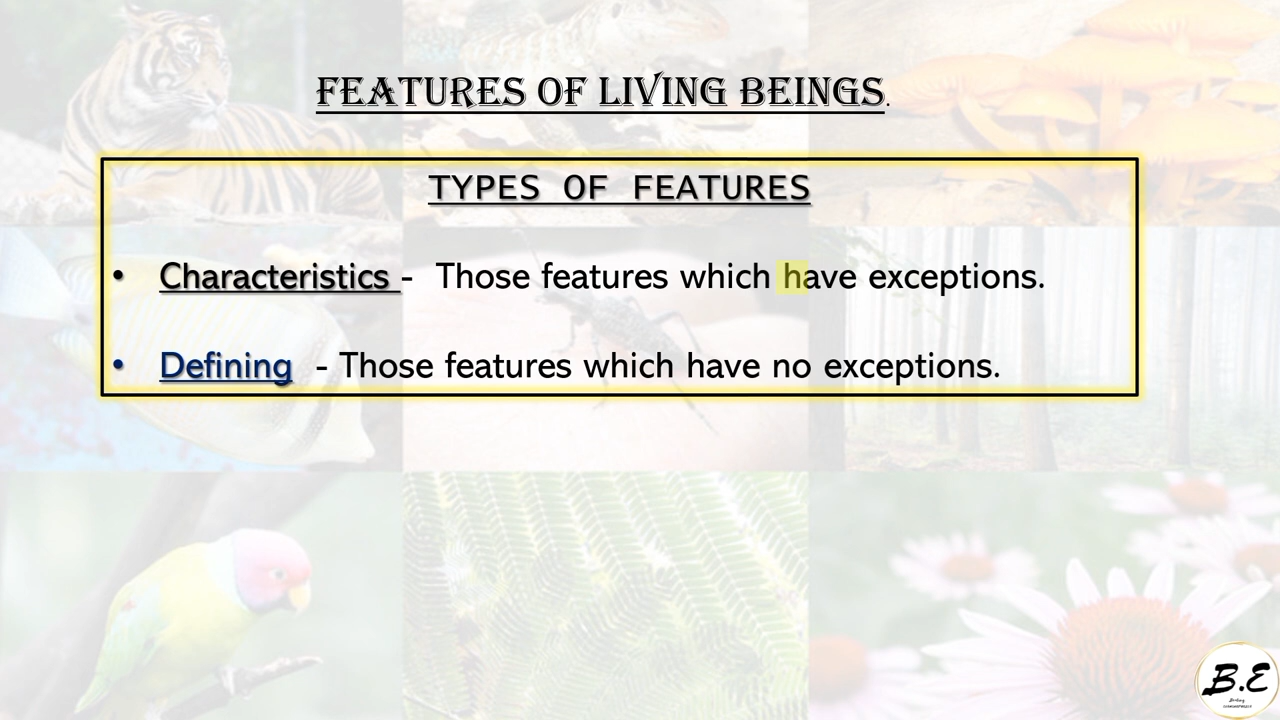 FEATURES OF LIVING BEINGS.
TYPES OF FEATURES
• Characteristics - Those features which have exceptions.
• Defining - Those features which have no exceptions.
B.E